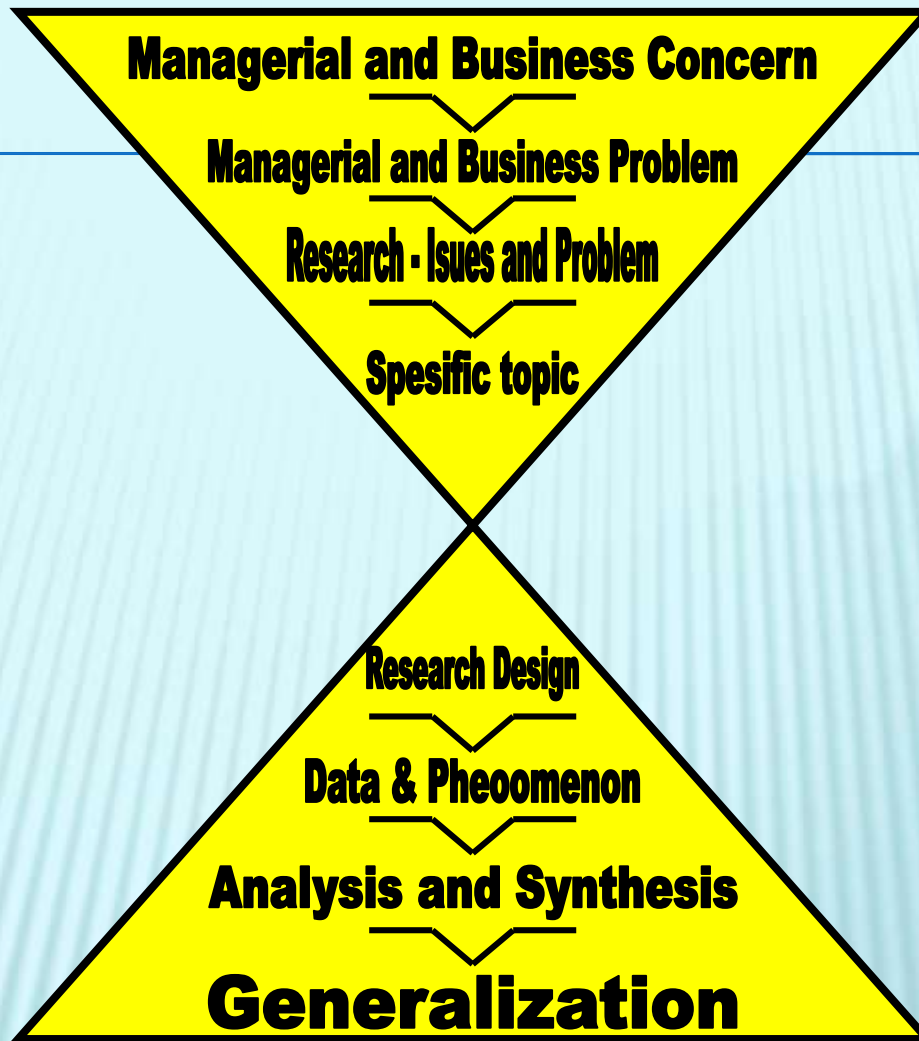 Managerial and Business Concern
Managerial and Business Problem
Research - Isues and Problem
Spesific topic
Research Design
Data & Pheoomenon
Analysis and Synthesis
Generalization